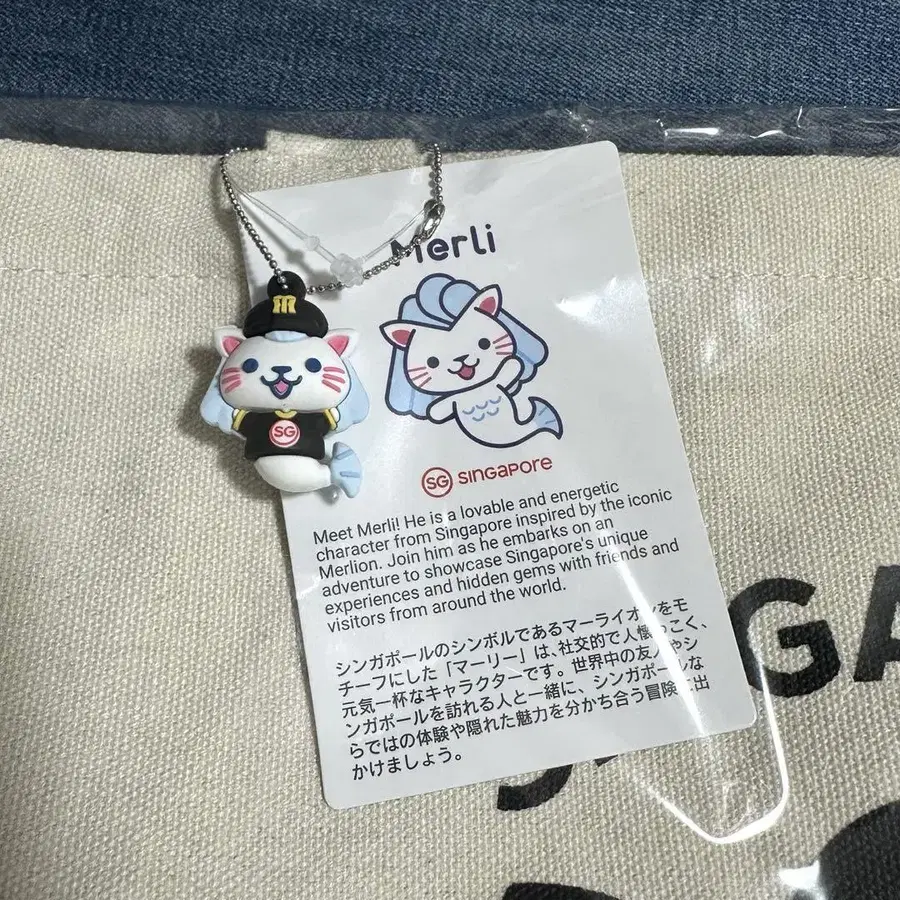 Merli
SG
SG SINGAPORE
Meet Merli! He is a lovable and energetic
character from Singapore inspired by the iconic
Merlion. Join him as he embarks on an
adventure to showcase Singapore's unique
experiences and hidden gems with friends and
visitors from around the world.
シンガポールのシンボルであるマーライオンをモ
チーフにした「マーリー」は、社交的で人懐っこく、
元気一杯なキャラクターです。世界中の友人やシ
ンガポールを訪れる人と一緒に、シンガポールな
らではの体験や隠れた魅力を分かち合う冒険に出
かけましょう。